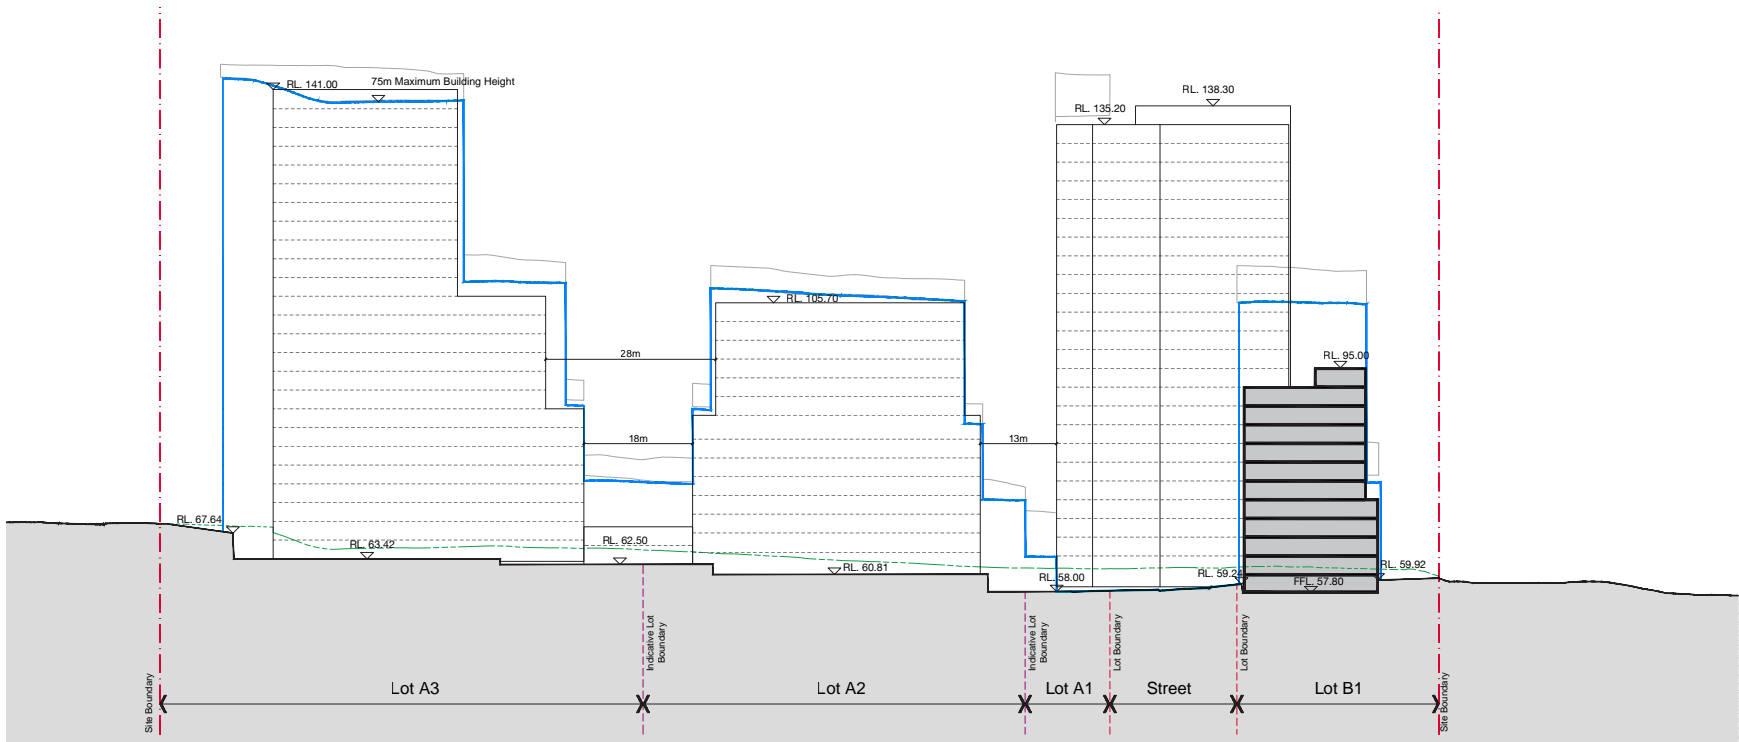 75m Maximum Building Height
RL. 141.00
RL. 138.30
RL. 135.20
RL. 105.70
28m
RL. 95.00
18m
13m
RL. 67.64
RL. 63.42
RL. 62.50
RL. 60.81
RL. 58.00
RL. 59.24
FFL. 57.80
RL. 59.92
Site Boundary
Indicative Lot
Boundary
Indicative Lot
Boundary
Lot Boundary
Lot Boundary
Site Boundary
Lot A3
Lot A2
Lot A1
Street
Lot B1